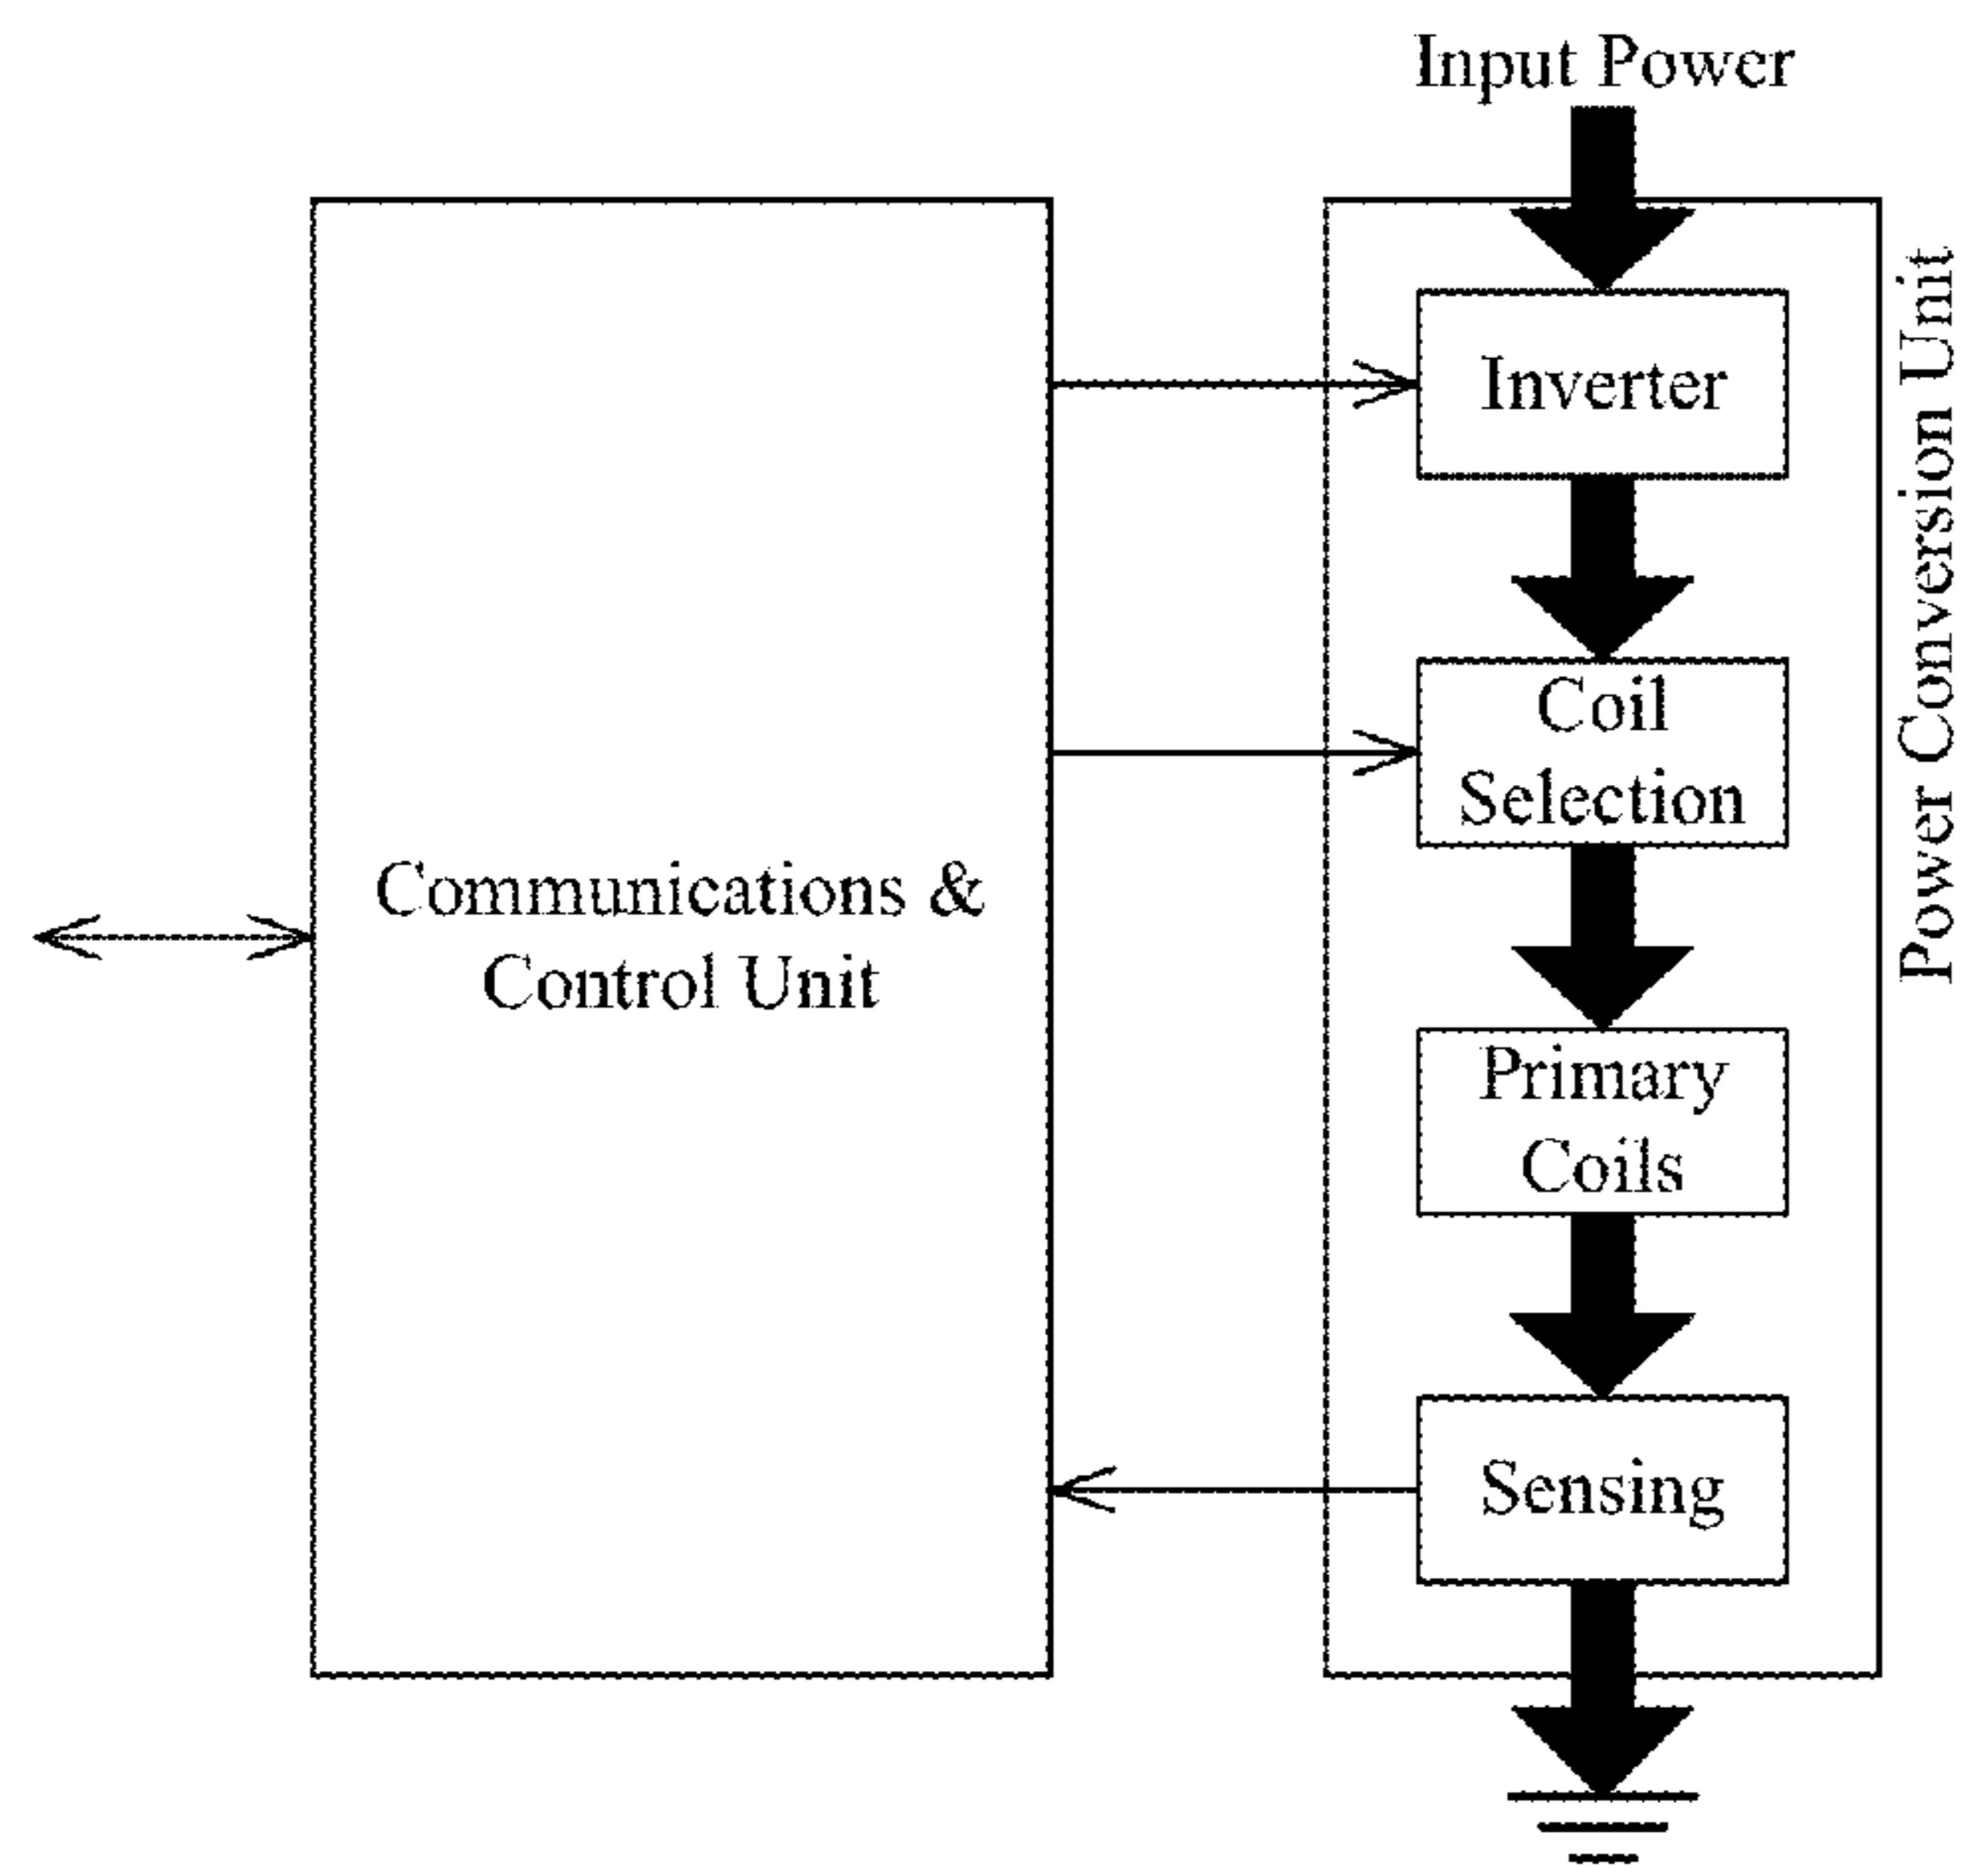 Input Power
Inverter
Coil
Selection
Communications &
Control Unit
Primary
Coils
Sensing
Power Conversion Unit